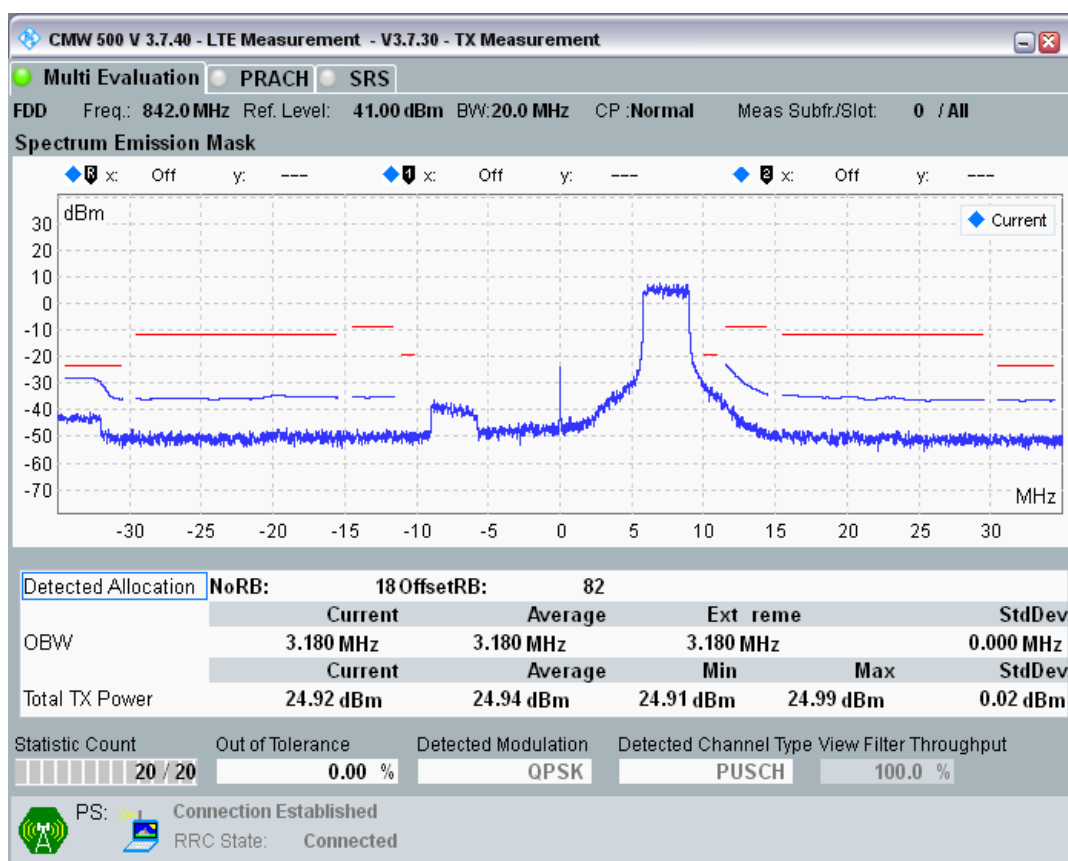 CMW 500 V 3.7.40 - LTE Measurement - V3.7.30 - TX Measurement
Multi Evaluation PRACH SRS
FDD Freq.: 842.0 MHz Ref. Level: 41.00 dBm BW:20.0 MHz CP :Normal Meas Subfr./Slot: 0 / All
Spectrum Emission Mask
R x: Off y: --- 1 x: Off y: --- 2 x: Off y: ---
dBm
Current
30
20
10
0
-10
-20
-30
-40
-50
-60
-70
MHz
-30 -25 -20 -15 -10 -5 0 5 10 15 20 25 30
Detected Allocation NoRB: 18 OffsetRB: 82
Current Average Ext reme StdDev
OBW 3.180 MHz 3.180 MHz 3.180 MHz 0.000 MHz
Current Average Min Max StdDev
Total TX Power 24.92 dBm 24.94 dBm 24.91 dBm 24.99 dBm 0.02 dBm
Statistic Count Out of Tolerance Detected Modulation Detected Channel Type View Filter Throughput
20 / 20 0.00 % QPSK PUSCH 100.0 %
PS: Connection Established
RRC State: Connected